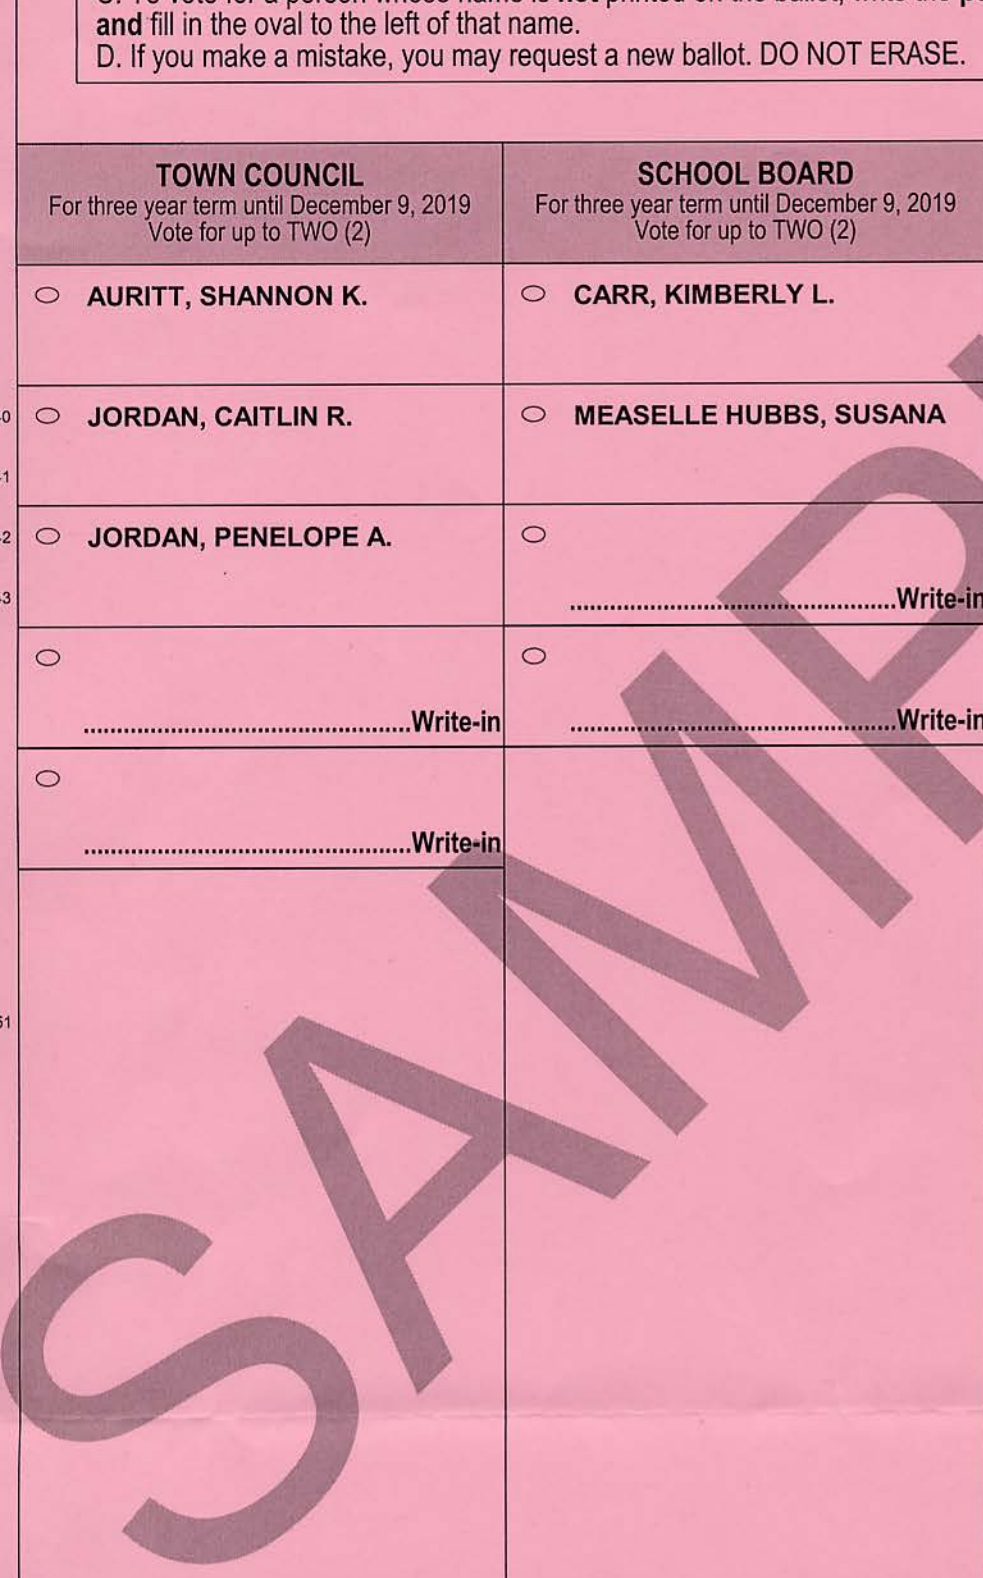 and fill in the oval to the left of that name.
D. If you make a mistake, you may request a new ballot. DO NOT ERASE.
TOWN COUNCIL
For three year term until December 9, 2019
Vote for up to TWO (2)
AURITT, SHANNON K.
JORDAN, CAITLIN R.
JORDAN, PENELOPE A.
Write-in
Write-in
SCHOOL BOARD
For three year term until December 9, 2019
Vote for up to TWO (2)
CARR, KIMBERLY L.
MEASELLE HUBBS, SUSANA
Write-in
Write-in